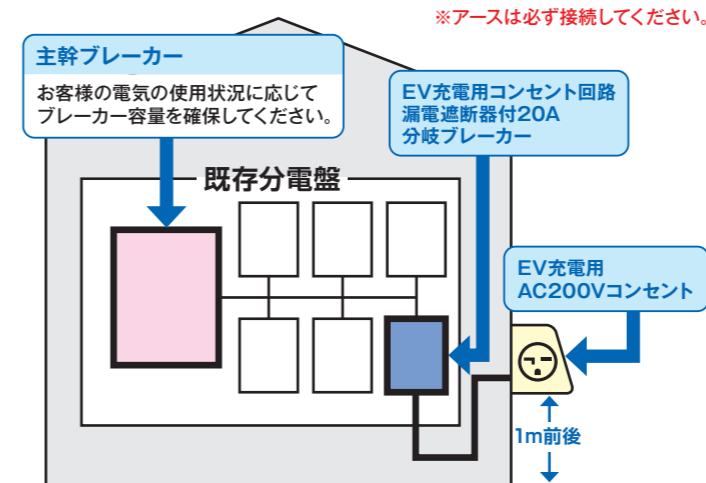 ※アースは必ず接続してください。
主幹ブレーカー
お客様の電気の使用状況に応じて
ブレーカー容量を確保してください。
EV充電用コンセント回路
漏電遮断器付20A
分岐ブレーカー
既存分電盤
EV充電用
AC200Vコンセント
1m前後